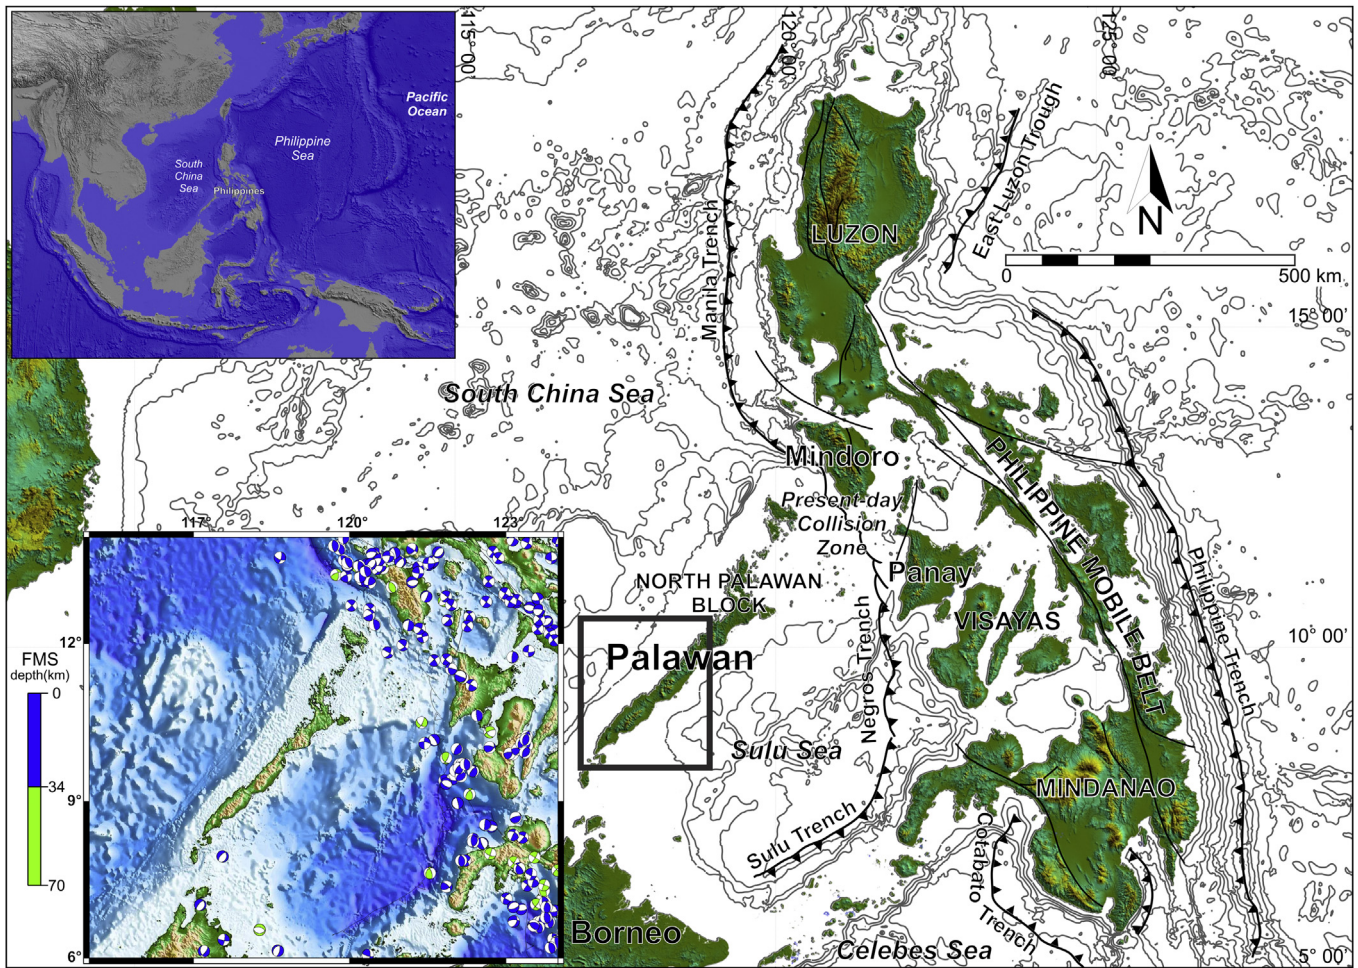 115° 00'
120° 00'
125° 00'
Pacific
Ocean
Philippine
Sea
South
China
Sea
Philippines
East Luzon Trough
N
LUZON
Manila Trench
0
500 km
15° 00'
South China Sea
Mindoro
PHILIPPINE MOBILE BELT
Present-day
Collision
Zone
117°
120°
123°
Panay
Philippine Trench
NORTH PALAWAN
BLOCK
VISAYAS
10° 00'
12°
Palawan
Negros Trench
FMS
depth(km)
0
34
70
Sulu Sea
MINDANAO
9°
Sulu Trench
Cotabato Trench
Borneo
Celebes Sea
6°
5° 00'